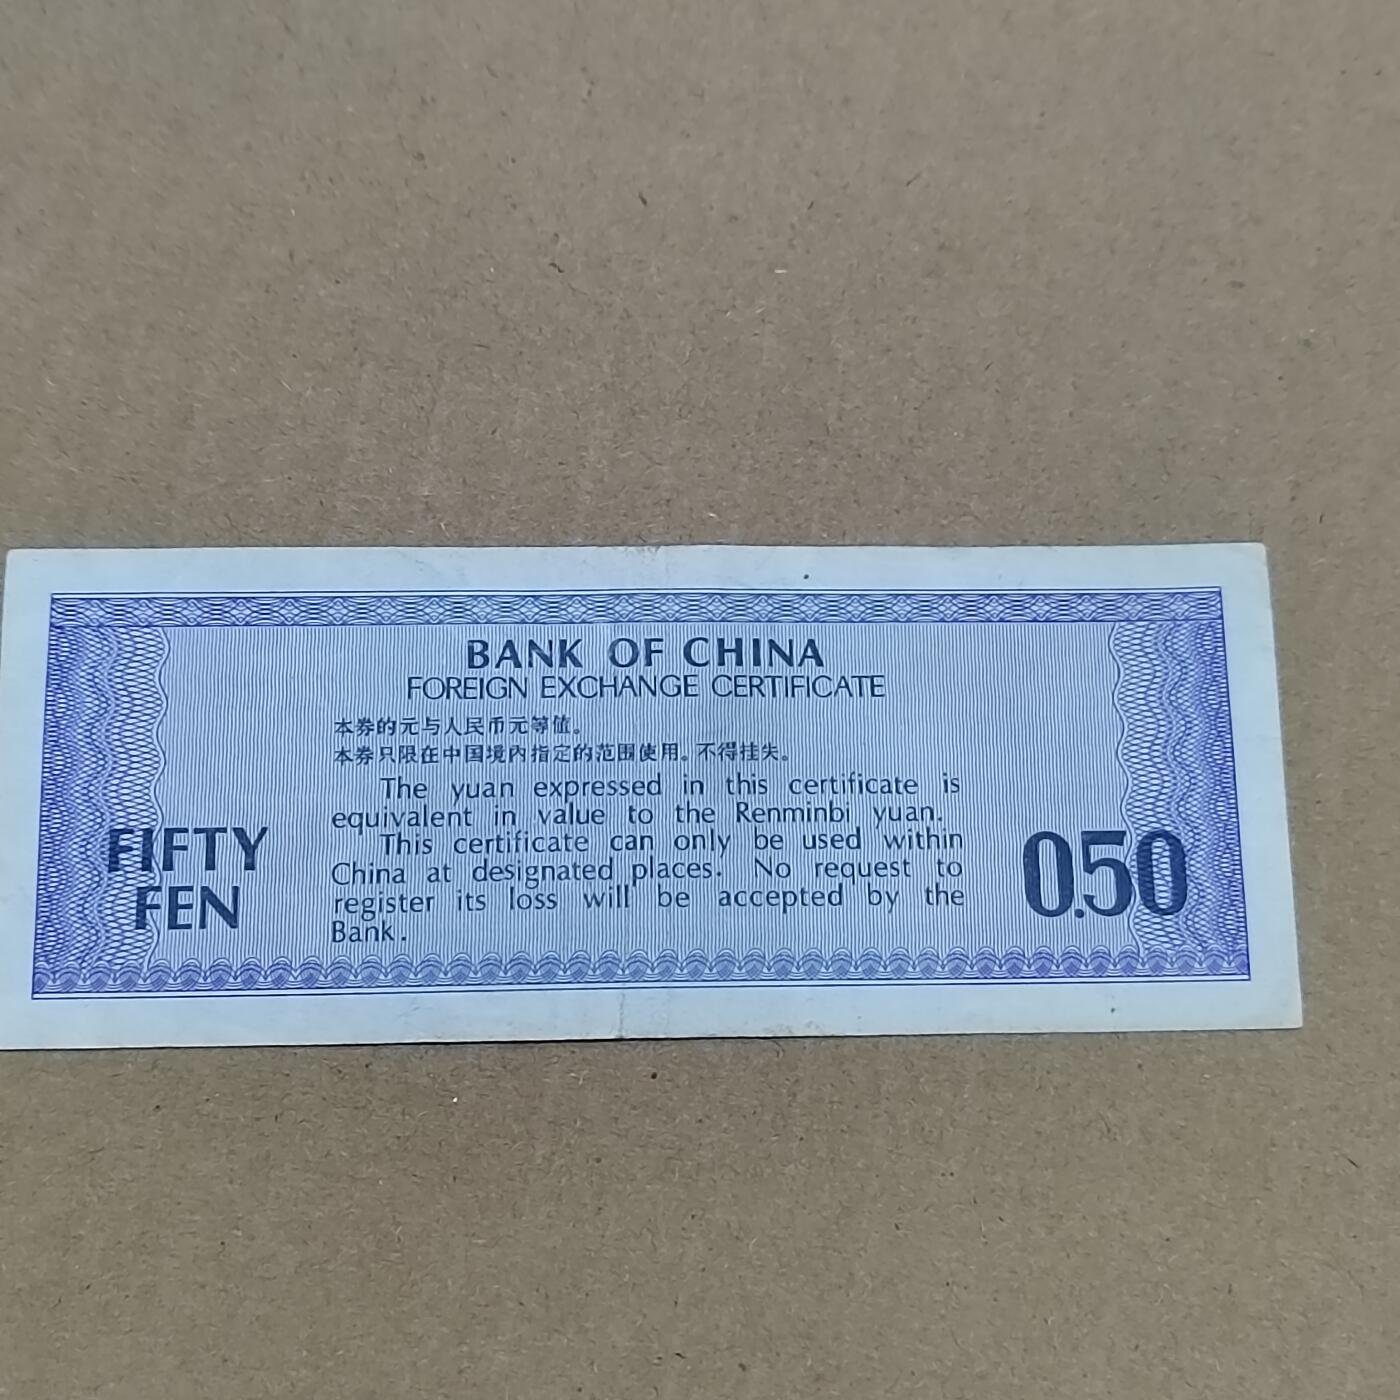 BANK OF CHINA
FOREIGN EXCHANGE CERTIFICATE
本券的元与人民币元等值。
本券只限在中国境内指定的范围使用。不得挂失。
The yuan expressed in this certificate is
equivalent in value to the Renminbi yuan.
This certificate can only be used within
China at designated places. No request to
register its loss will be accepted by the
Bank.
FIFTY
FEN
0.50